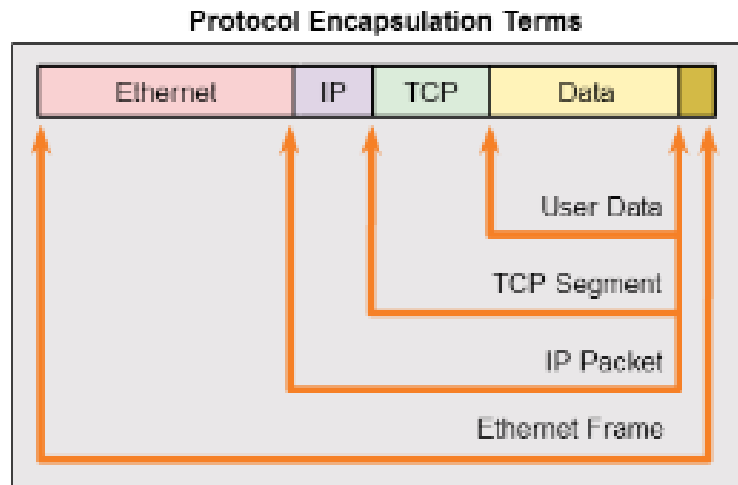 Protocol Encapsulation Terms
Ethernet IP TCP Data
User Data
TCP Segment
IP Packet
Ethernet Frame